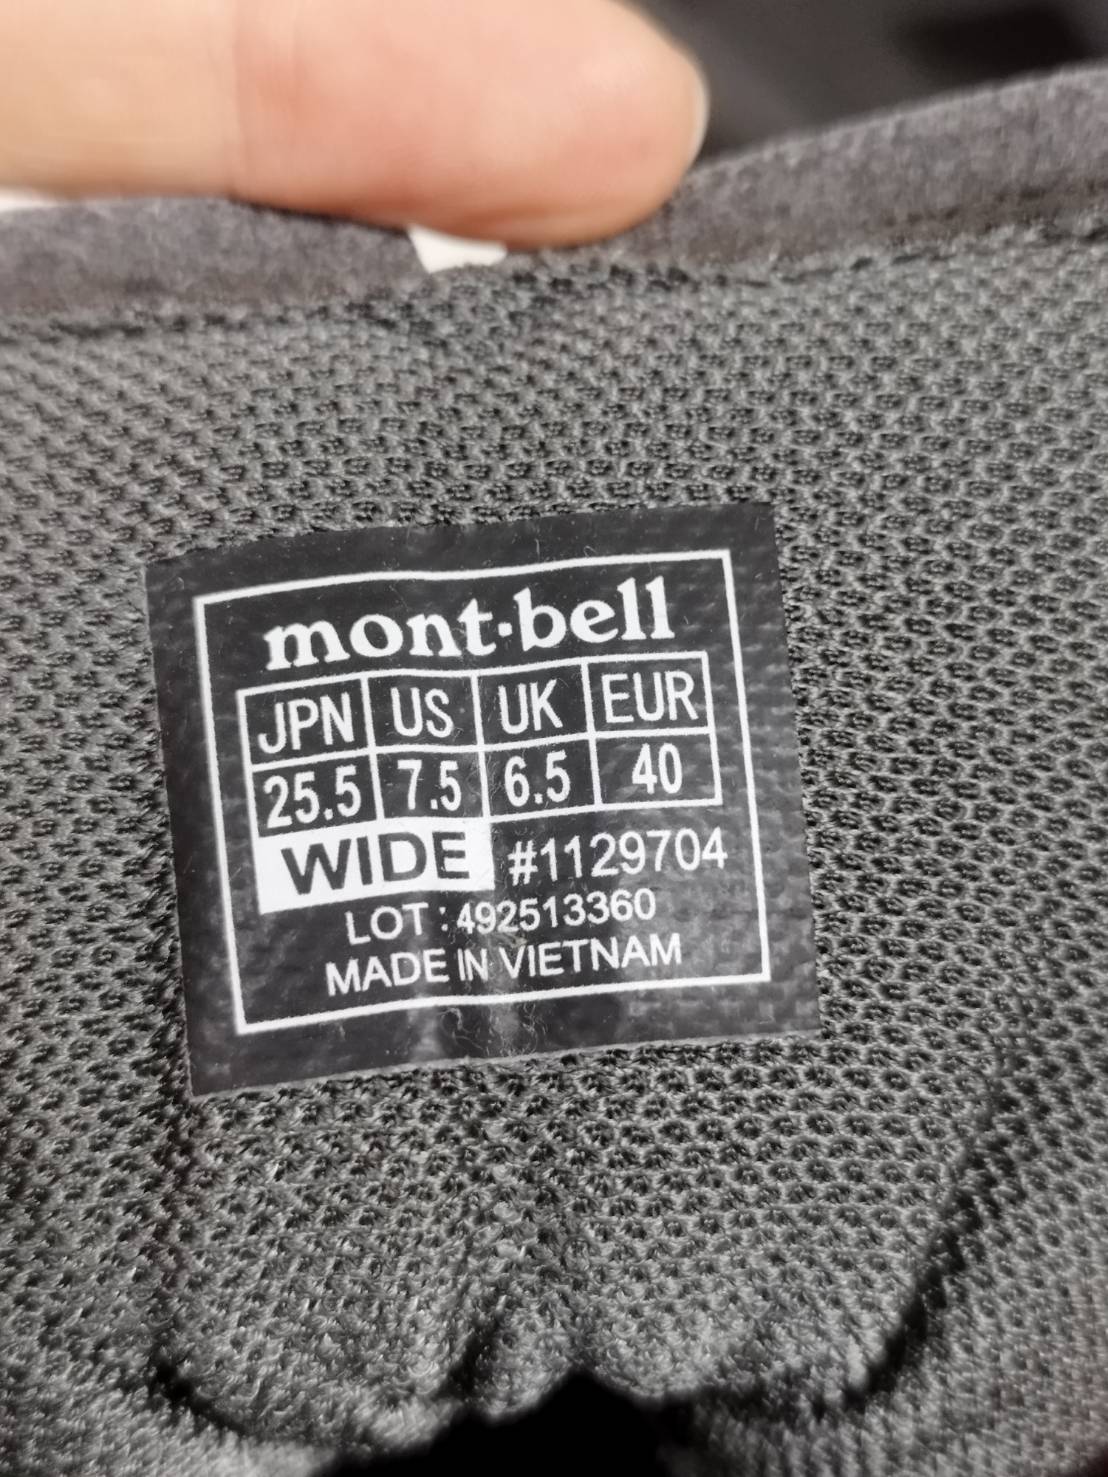 mont·bell
JPN US UK EUR
25.5 7.5 6.5 40
WIDE #1129704
LOT : 492513360
MADE IN VIETNAM